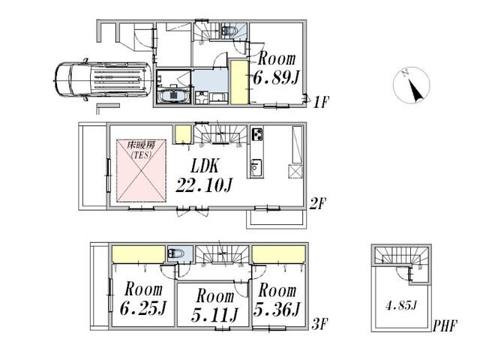 Room
6.89J
1F
N
床暖房
(TES)
LDK
22.10J
2F
Room
6.25J
Room
5.11J
Room
5.36J
3F
4.85J
PHF